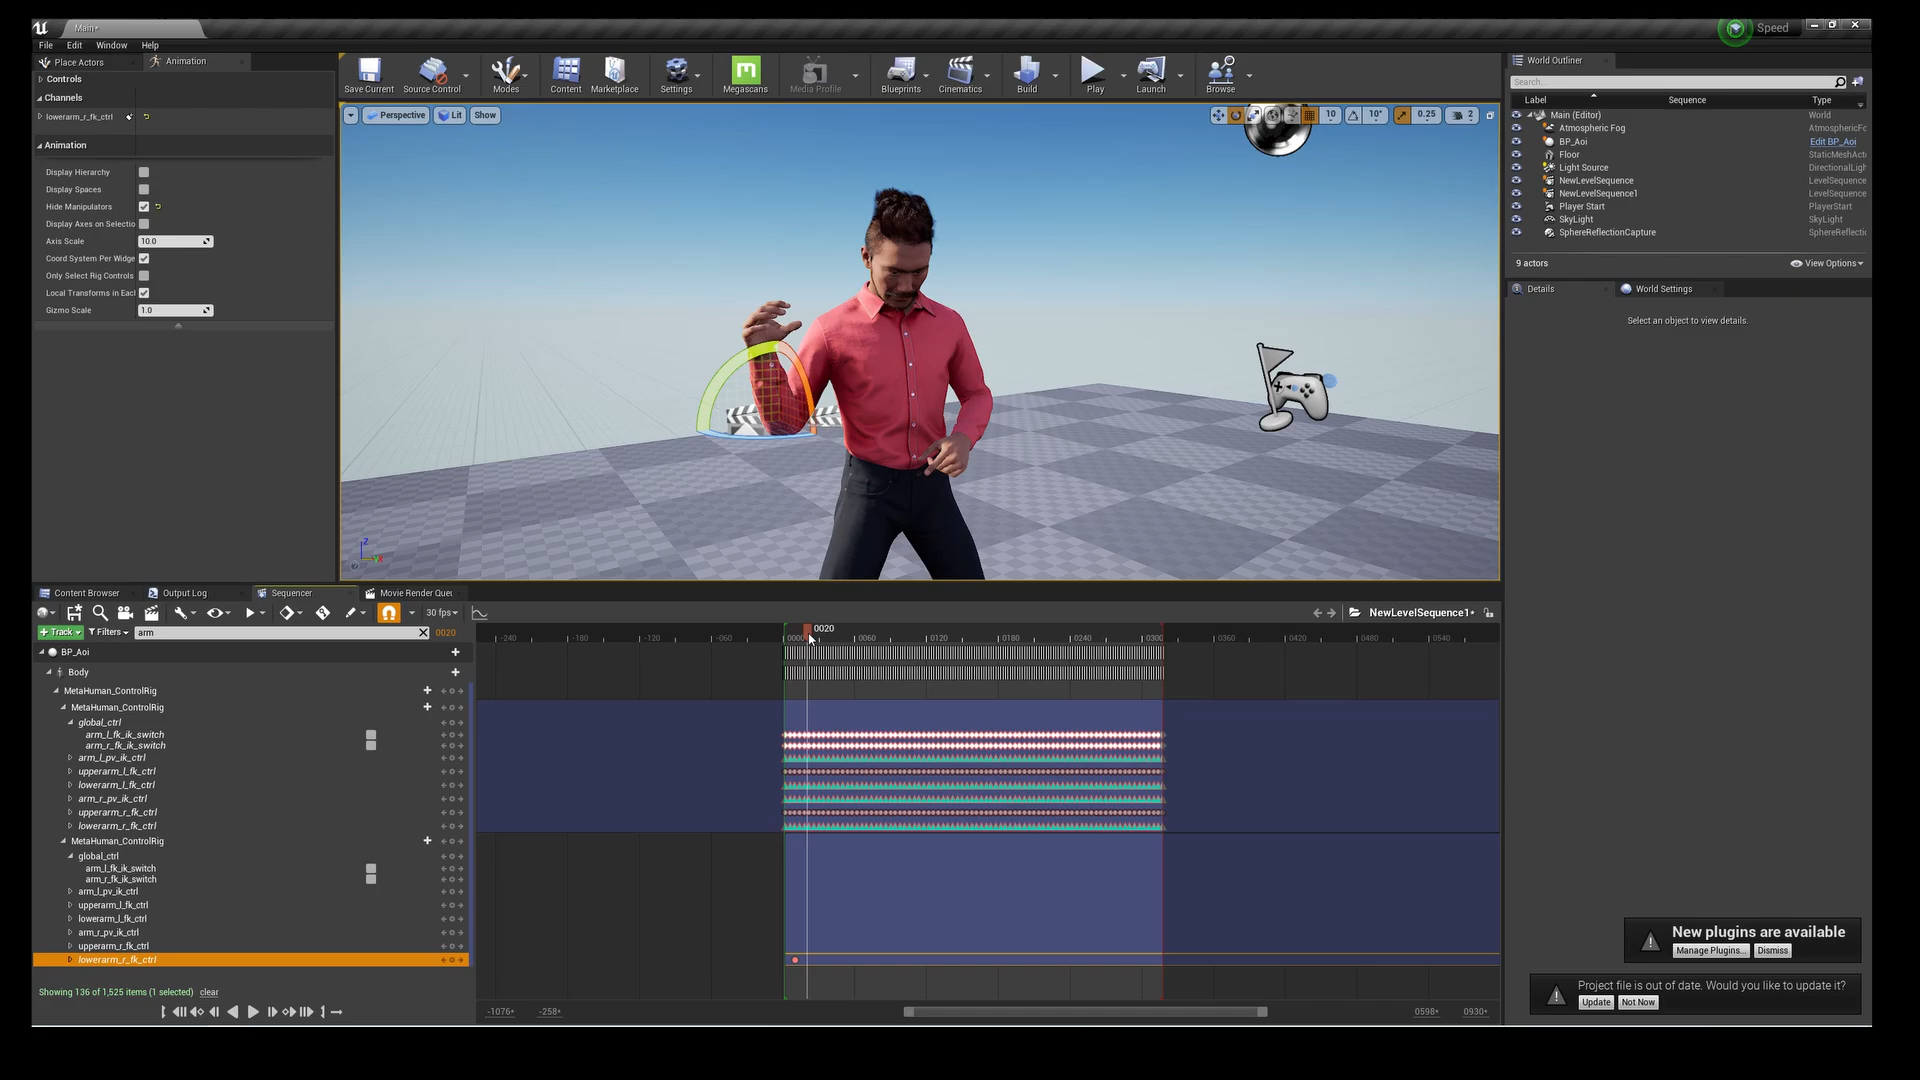 Main*
Speed
File Edit Window Help
Place Actors
Animation
Controls
Channels
lowerarm_r_fk_ctrl
Animation
Display Hierarchy
Display Spaces
Hide Manipulators
Display Axes on Selectio
Axis Scale 10.0
Coord System Per Widge
Only Select Rig Controls
Local Transforms in Eacl
Gizmo Scale 1.0
Save Current Source Control Modes Content Marketplace Settings Megascans Media Profile Blueprints Cinematics Build Play Launch Browse
Perspective Lit Show
10 10° 0.25 2
Z
World Outliner
Search...
Label Sequence Type
Main (Editor) World
Atmospheric Fog AtmosphericFc
BP_Aoi Edit BP_Aoi
Floor StaticMeshActo
Light Source DirectionalLigh
NewLevelSequence LevelSequence
NewLevelSequence1 LevelSequence
Player Start PlayerStart
SkyLight SkyLight
SphereReflectionCapture SphereReflectio
9 actors View Options
Details World Settings
Select an object to view details.
Content Browser Output Log Sequencer Movie Render Que
30 fps
NewLevelSequence1*
+ Track Filters arm 0020
0020
-240 -180 -120 -060 0000 0060 0120 0180 0240 0300 0360 0420 0480 0540
BP_Aoi
Body
MetaHuman_ControlRig
MetaHuman_ControlRig
global_ctrl
arm_l_fk_ik_switch
arm_r_fk_ik_switch
arm_l_pv_ik_ctrl
upperarm_l_fk_ctrl
lowerarm_l_fk_ctrl
arm_r_pv_ik_ctrl
upperarm_r_fk_ctrl
lowerarm_r_fk_ctrl
MetaHuman_ControlRig
global_ctrl
arm_l_fk_ik_switch
arm_r_fk_ik_switch
arm_l_pv_ik_ctrl
upperarm_l_fk_ctrl
lowerarm_l_fk_ctrl
arm_r_pv_ik_ctrl
upperarm_r_fk_ctrl
lowerarm_r_fk_ctrl
Showing 136 of 1,525 items (1 selected) clear
-1076+ -258+ 0598+ 0930+
New plugins are available
Manage Plugins... Dismiss
Project file is out of date. Would you like to update it?
Update Not Now